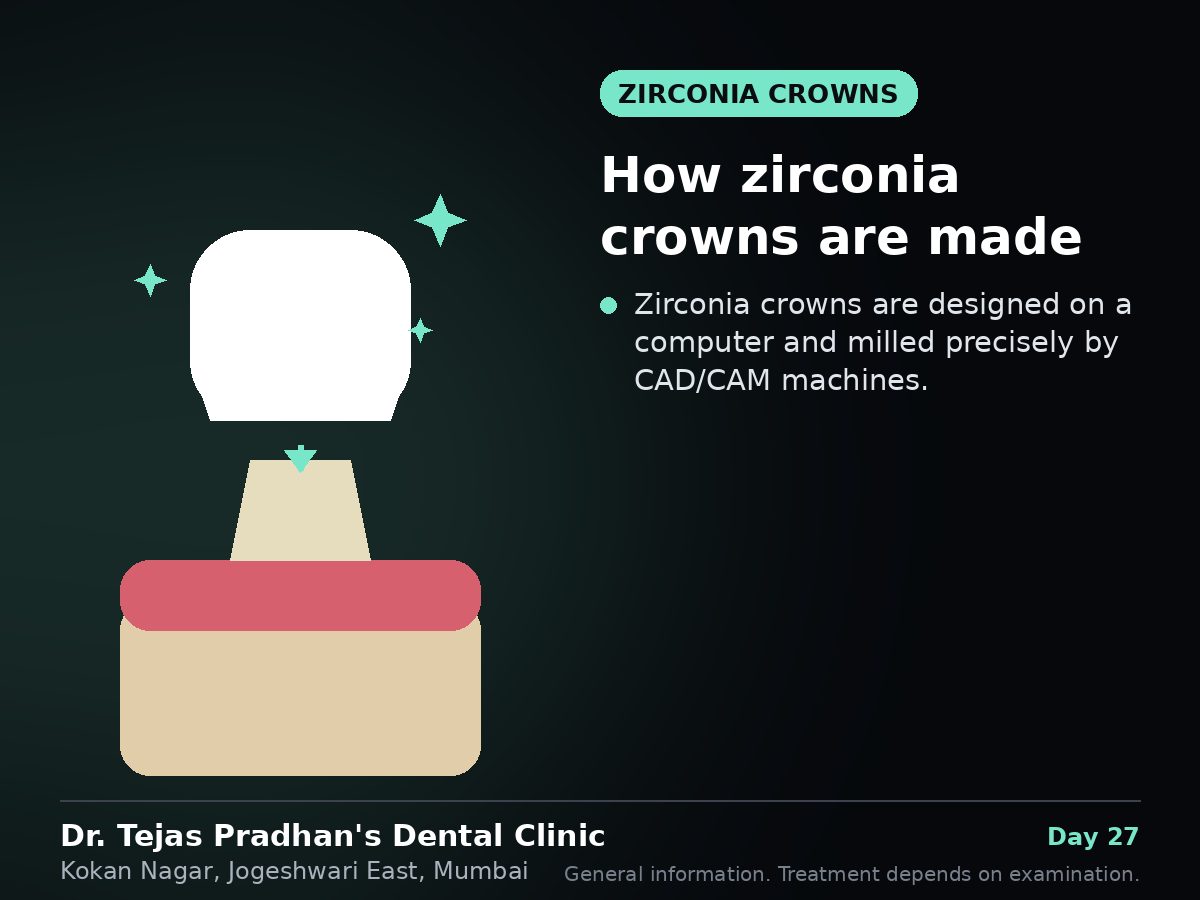 ZIRCONIA CROWNS
How zirconia
crowns are made
Zirconia crowns are designed on a
computer and milled precisely by
CAD/CAM machines.
Dr. Tejas Pradhan's Dental Clinic
Day 27
Kokan Nagar, Jogeshwari East, Mumbai
General information. Treatment depends on examination.